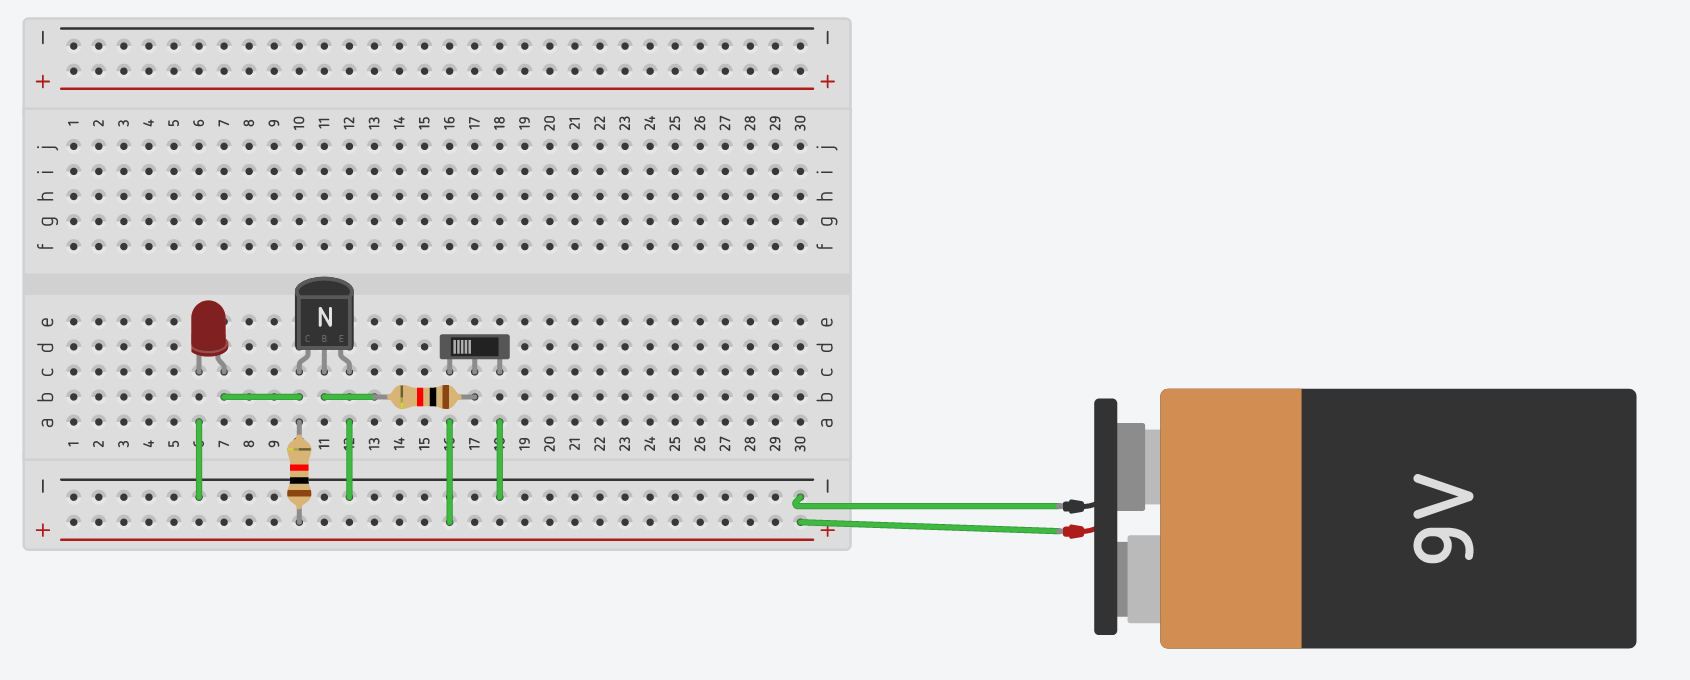 − −
+ +
1 2 3 4 5 6 7 8 9 10 11 12 13 14 15 16 17 18 19 20 21 22 23 24 25 26 27 28 29 30
j j
i i
h h
g g
f f
N
C B E
e e
d d
c c
b b
a a
1 2 3 4 5 6 7 8 9 11 12 13 14 15 16 17 18 19 20 21 22 23 24 25 26 27 28 29 30
− −
+ +
9V